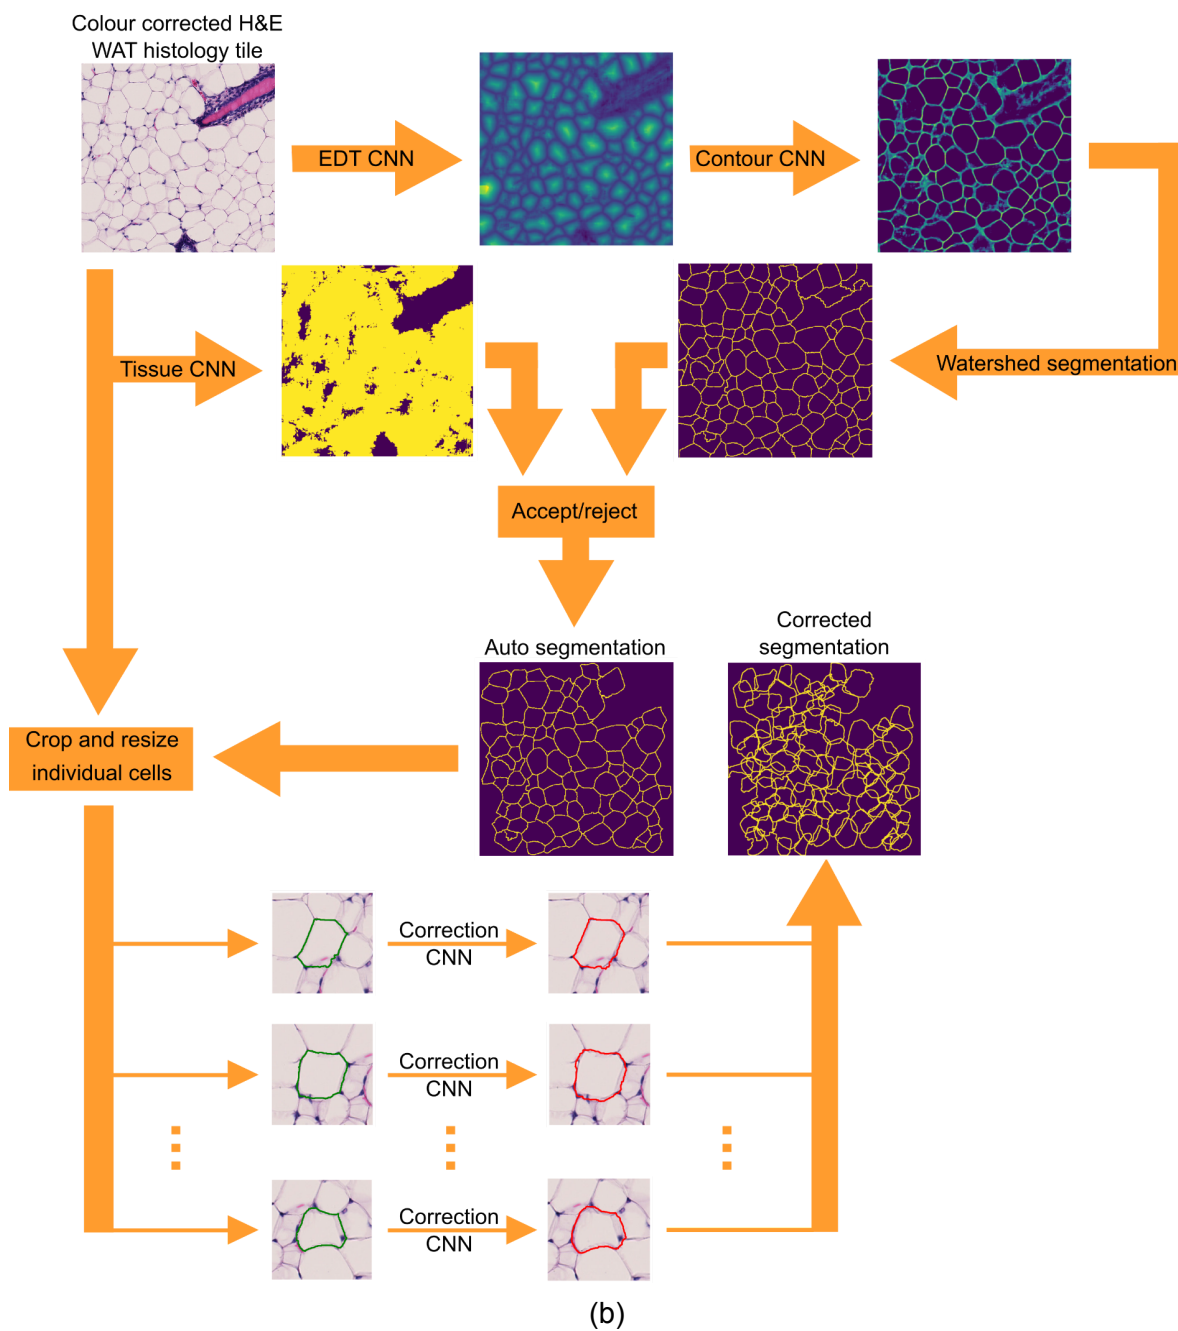 Colour corrected H&E
WAT histology tile
EDT CNN
Contour CNN
Tissue CNN
Watershed segmentation
Accept/reject
Auto segmentation
Corrected
segmentation
Crop and resize
individual cells
Correction
CNN
Correction
CNN
Correction
CNN
(b)